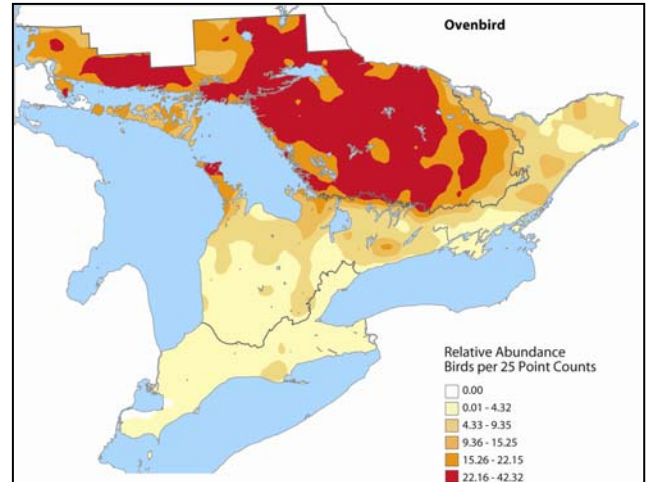 Ovenbird
Relative Abundance
Birds per 25 Point Counts
0.00
0.01 - 4.32
4.33 - 9.35
9.36 - 15.25
15.26 - 22.15
22.16 - 42.32